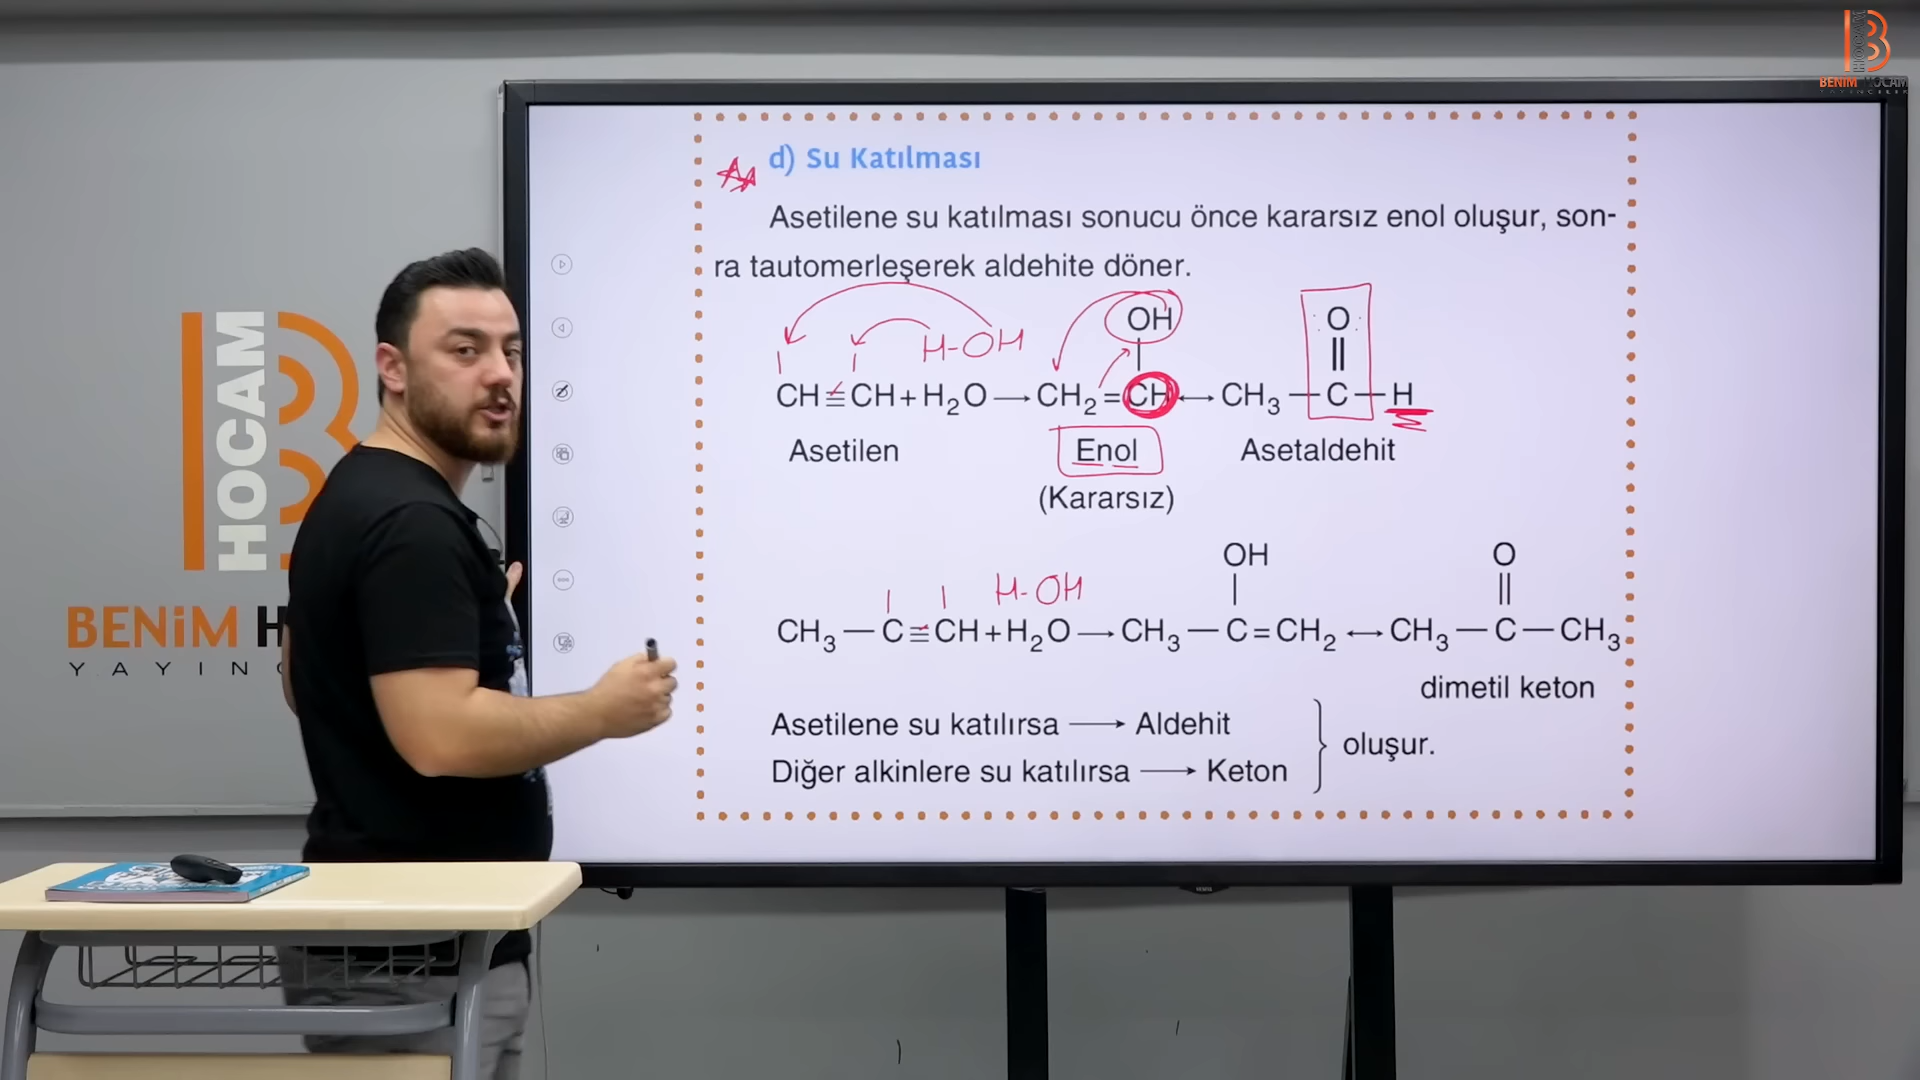 BENİM HOCAM
YAYINCILIK
d) Su Katılması
Asetilene su katılması sonucu önce kararsız enol oluşur, son-
ra tautomerleşerek aldehite döner.
H-OH
OH
O
CH≡CH+H₂O→CH₂=CH↔CH₃—C—H
Asetilen
Enol
Asetaldehit
(Kararsız)
H-OH
OH
O
CH₃—C≡CH+H₂O→CH₃—C=CH₂↔CH₃—C—CH₃
dimetil keton
Asetilene su katılırsa → Aldehit
Diğer alkinlere su katılırsa → Keton
oluşur.
HOCAM
BENİM H
YAYINC